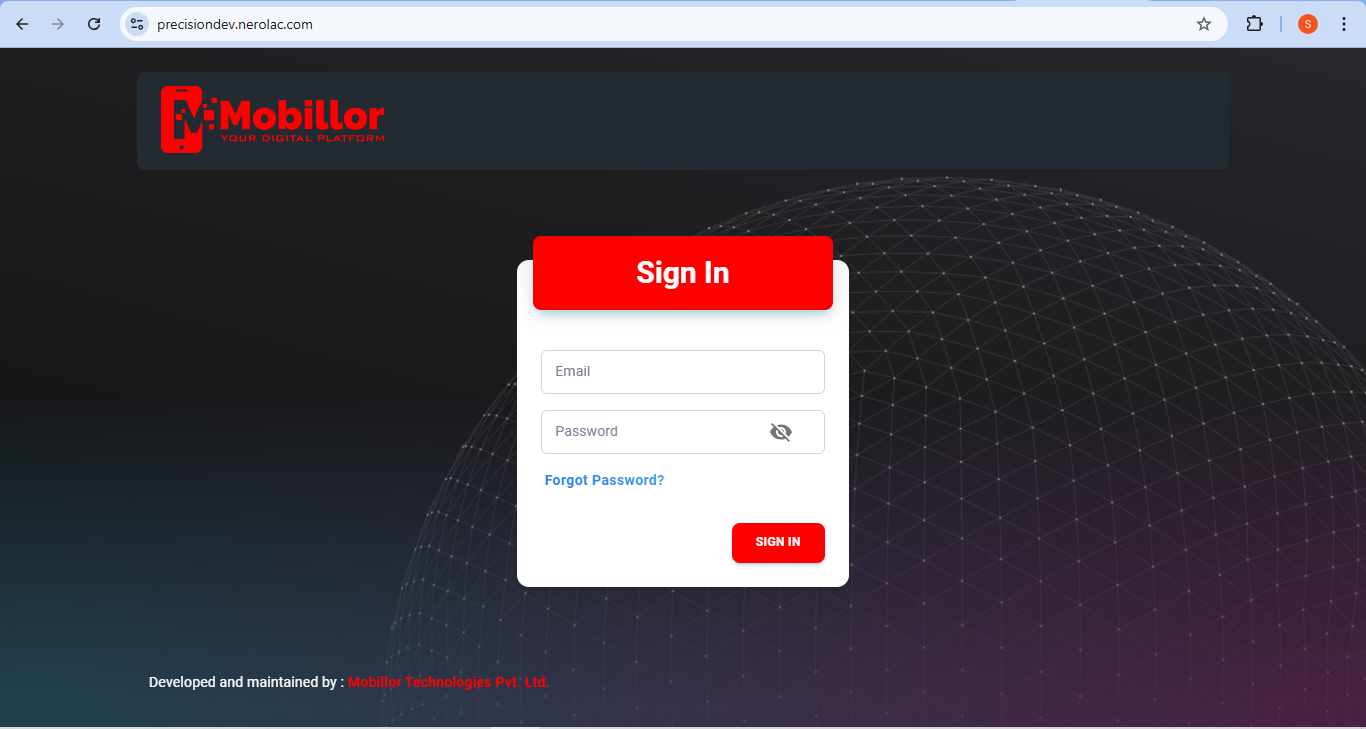 precisiondev.nerolac.com
S
Mobillor
YOUR DIGITAL PLATFORM
Sign In
Email
Password
Forgot Password?
SIGN IN
Developed and maintained by : Mobillor Technologies Pvt. Ltd.